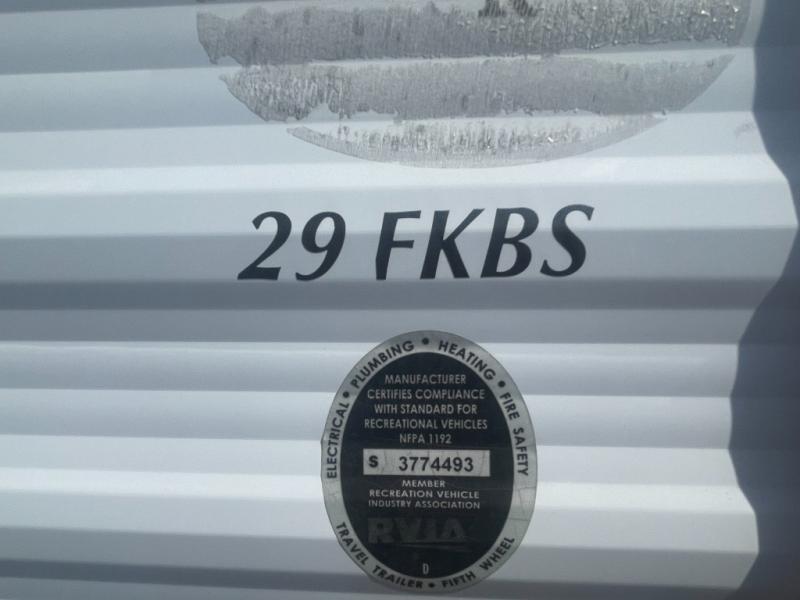 29 FKBS
ELECTRICAL • PLUMBING • HEATING • FIRE SAFETY
MANUFACTURER
CERTIFIES COMPLIANCE
WITH STANDARD FOR
RECREATIONAL VEHICLES
NFPA 1192
S 3774493
MEMBER
RECREATION VEHICLE
INDUSTRY ASSOCIATION
RVIA
D
TRAVEL TRAILER • FIFTH WHEEL